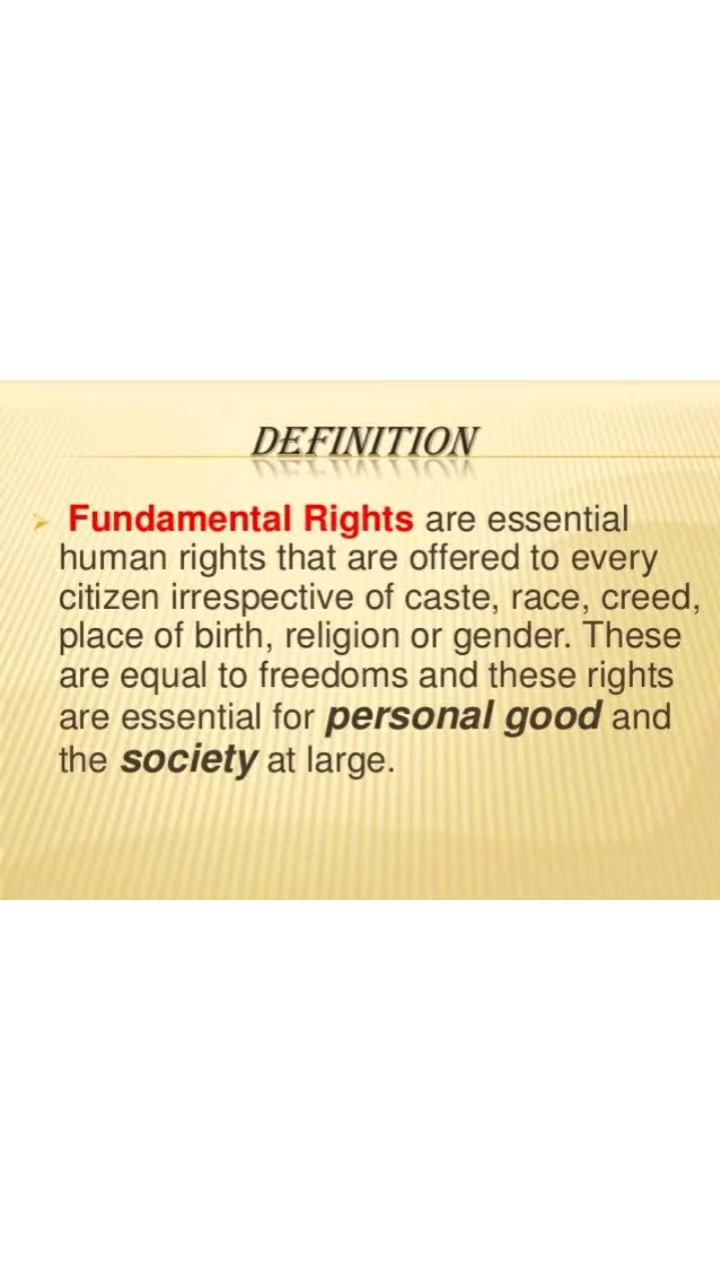 DEFINITION
Fundamental Rights are essential
human rights that are offered to every
citizen irrespective of caste, race, creed,
place of birth, religion or gender. These
are equal to freedoms and these rights
are essential for personal good and
the society at large.